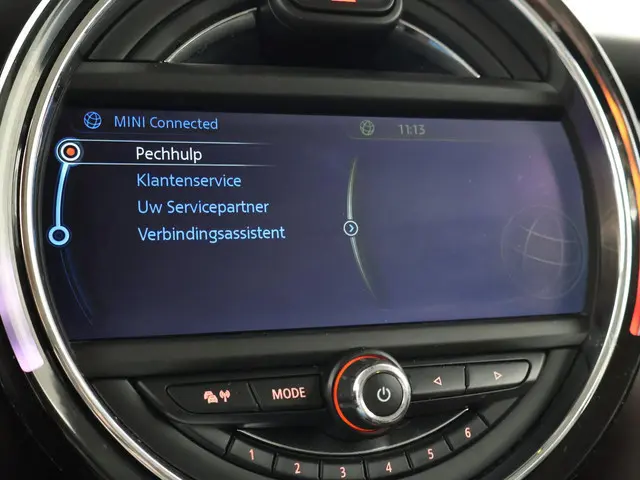 MINI Connected
11:13
Pechhulp
Klantenservice
Uw Servicepartner
Verbindingsassistent
MODE
1 2 3 4 5 6